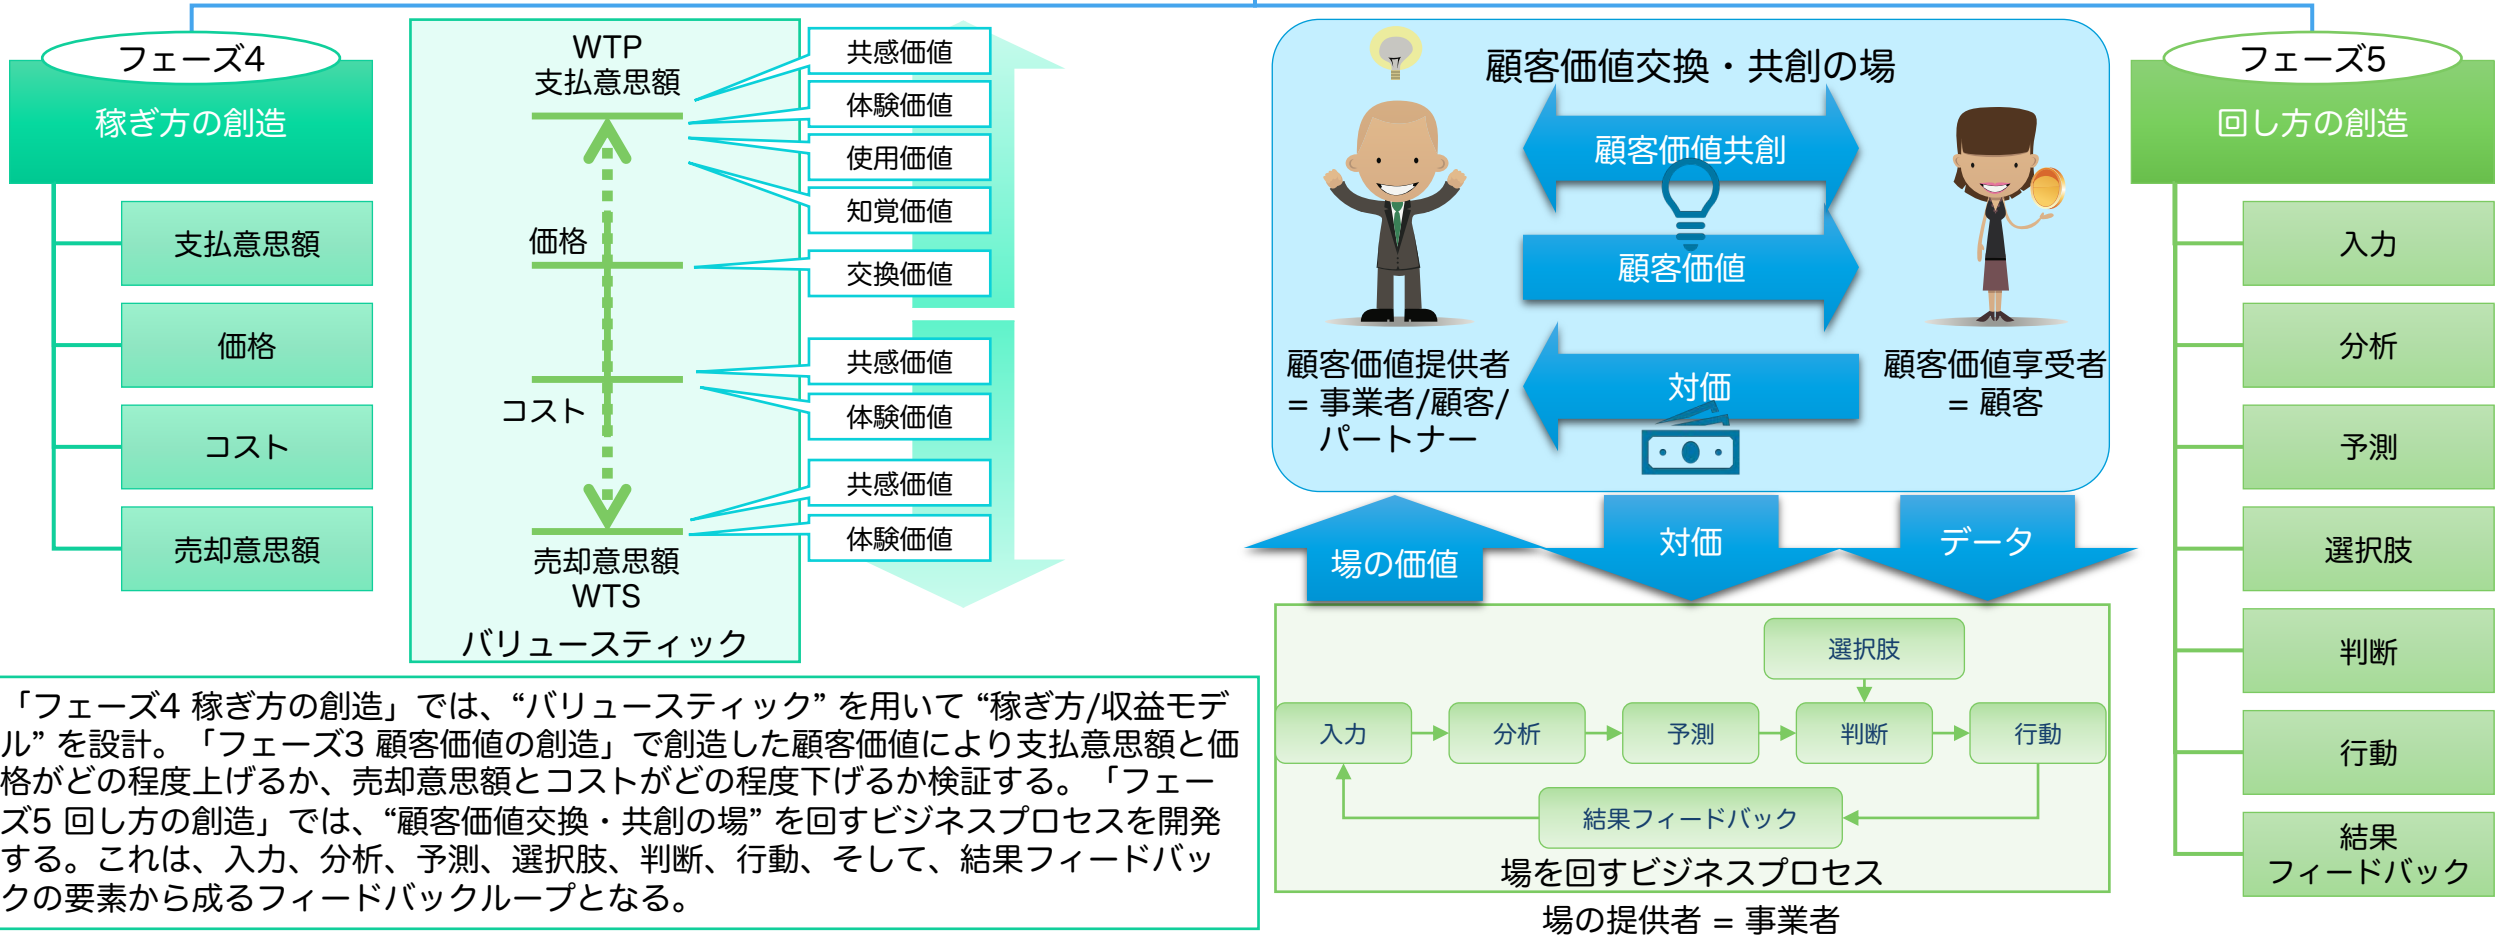 フェーズ4
稼ぎ方の創造
支払意思額
価格
コスト
売却意思額
WTP
支払意思額
価格
コスト
売却意思額
WTS
バリュースティック
共感価値
体験価値
使用価値
知覚価値
交換価値
共感価値
体験価値
共感価値
体験価値
「フェーズ4 稼ぎ方の創造」では、“バリュースティック” を用いて “稼ぎ方/収益モデ
ル” を設計。「フェーズ3 顧客価値の創造」で創造した顧客価値により支払意思額と価
格がどの程度上げるか、売却意思額とコストがどの程度下げるか検証する。「フェー
ズ5 回し方の創造」では、“顧客価値交換・共創の場” を回すビジネスプロセスを開発
する。これは、入力、分析、予測、選択肢、判断、行動、そして、結果フィードバッ
クの要素から成るフィードバックループとなる。
顧客価値交換・共創の場
顧客価値共創
顧客価値
対価
顧客価値提供者
= 事業者/顧客/
パートナー
顧客価値享受者
= 顧客
場の価値
対価
データ
選択肢
入力
分析
予測
判断
行動
結果フィードバック
場を回すビジネスプロセス
場の提供者 = 事業者
フェーズ5
回し方の創造
入力
分析
予測
選択肢
判断
行動
結果
フィードバック